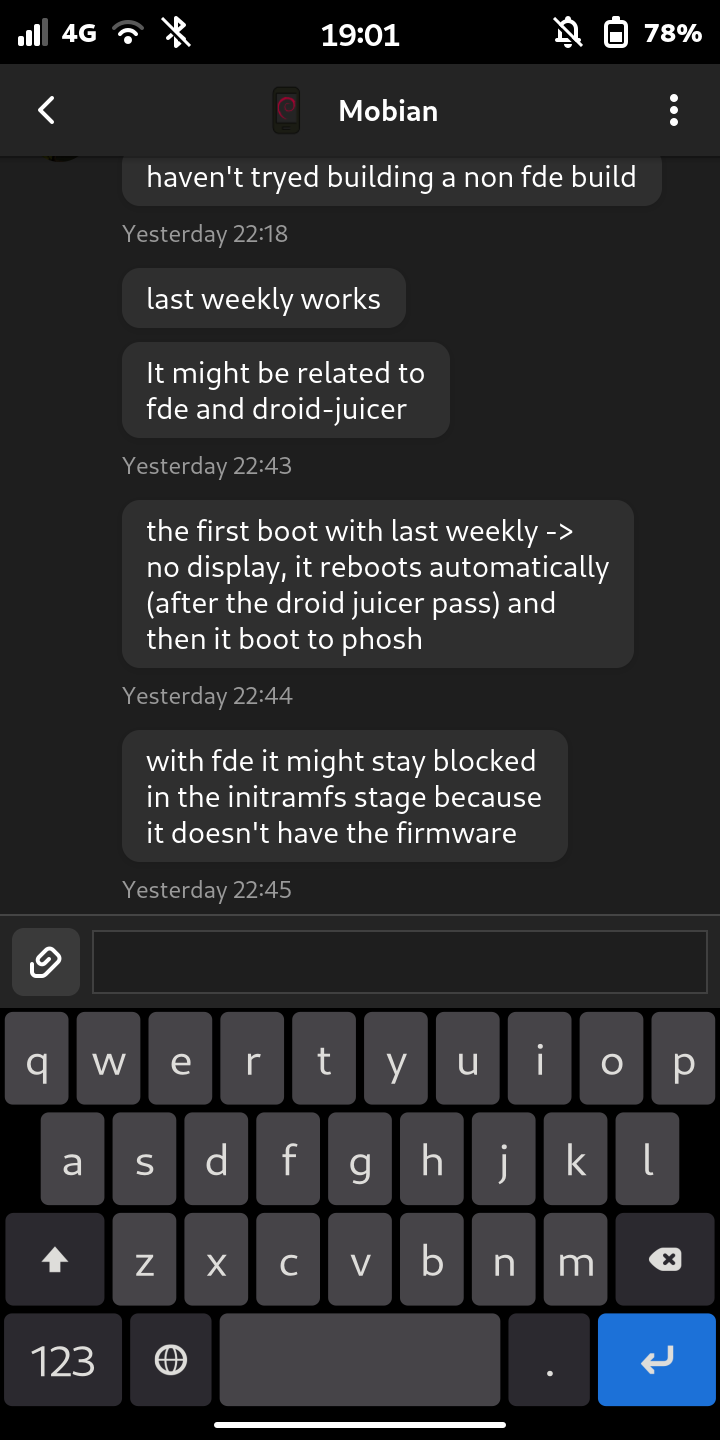 4G 19:01 78%
Mobian
haven't tryed building a non fde build
Yesterday 22:18
last weekly works
It might be related to
fde and droid-juicer
Yesterday 22:43
the first boot with last weekly ->
no display, it reboots automatically
(after the droid juicer pass) and
then it boot to phosh
Yesterday 22:44
with fde it might stay blocked
in the initramfs stage because
it doesn't have the firmware
Yesterday 22:45
q w e r t y u i o p
a s d f g h j k l
z x c v b n m
123 .